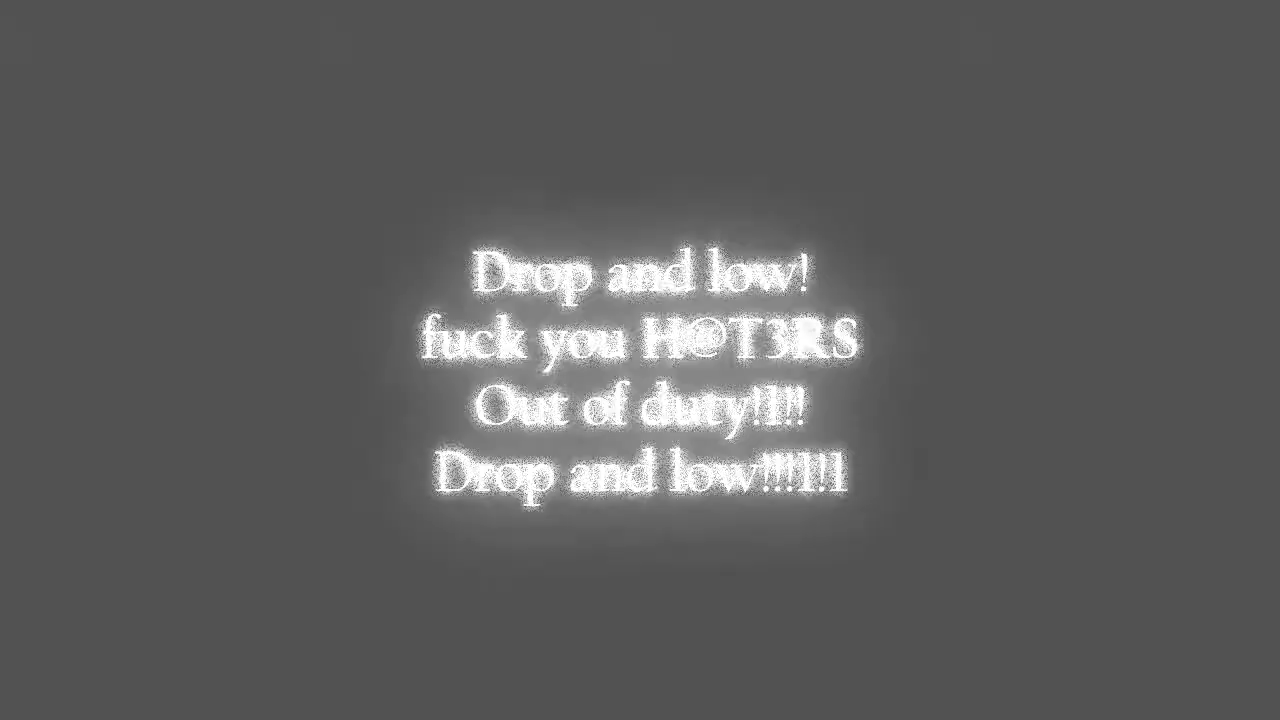 Drop and low!
fuck you H@T3RS
Out of duty!1!!
Drop and low!!!!1!1